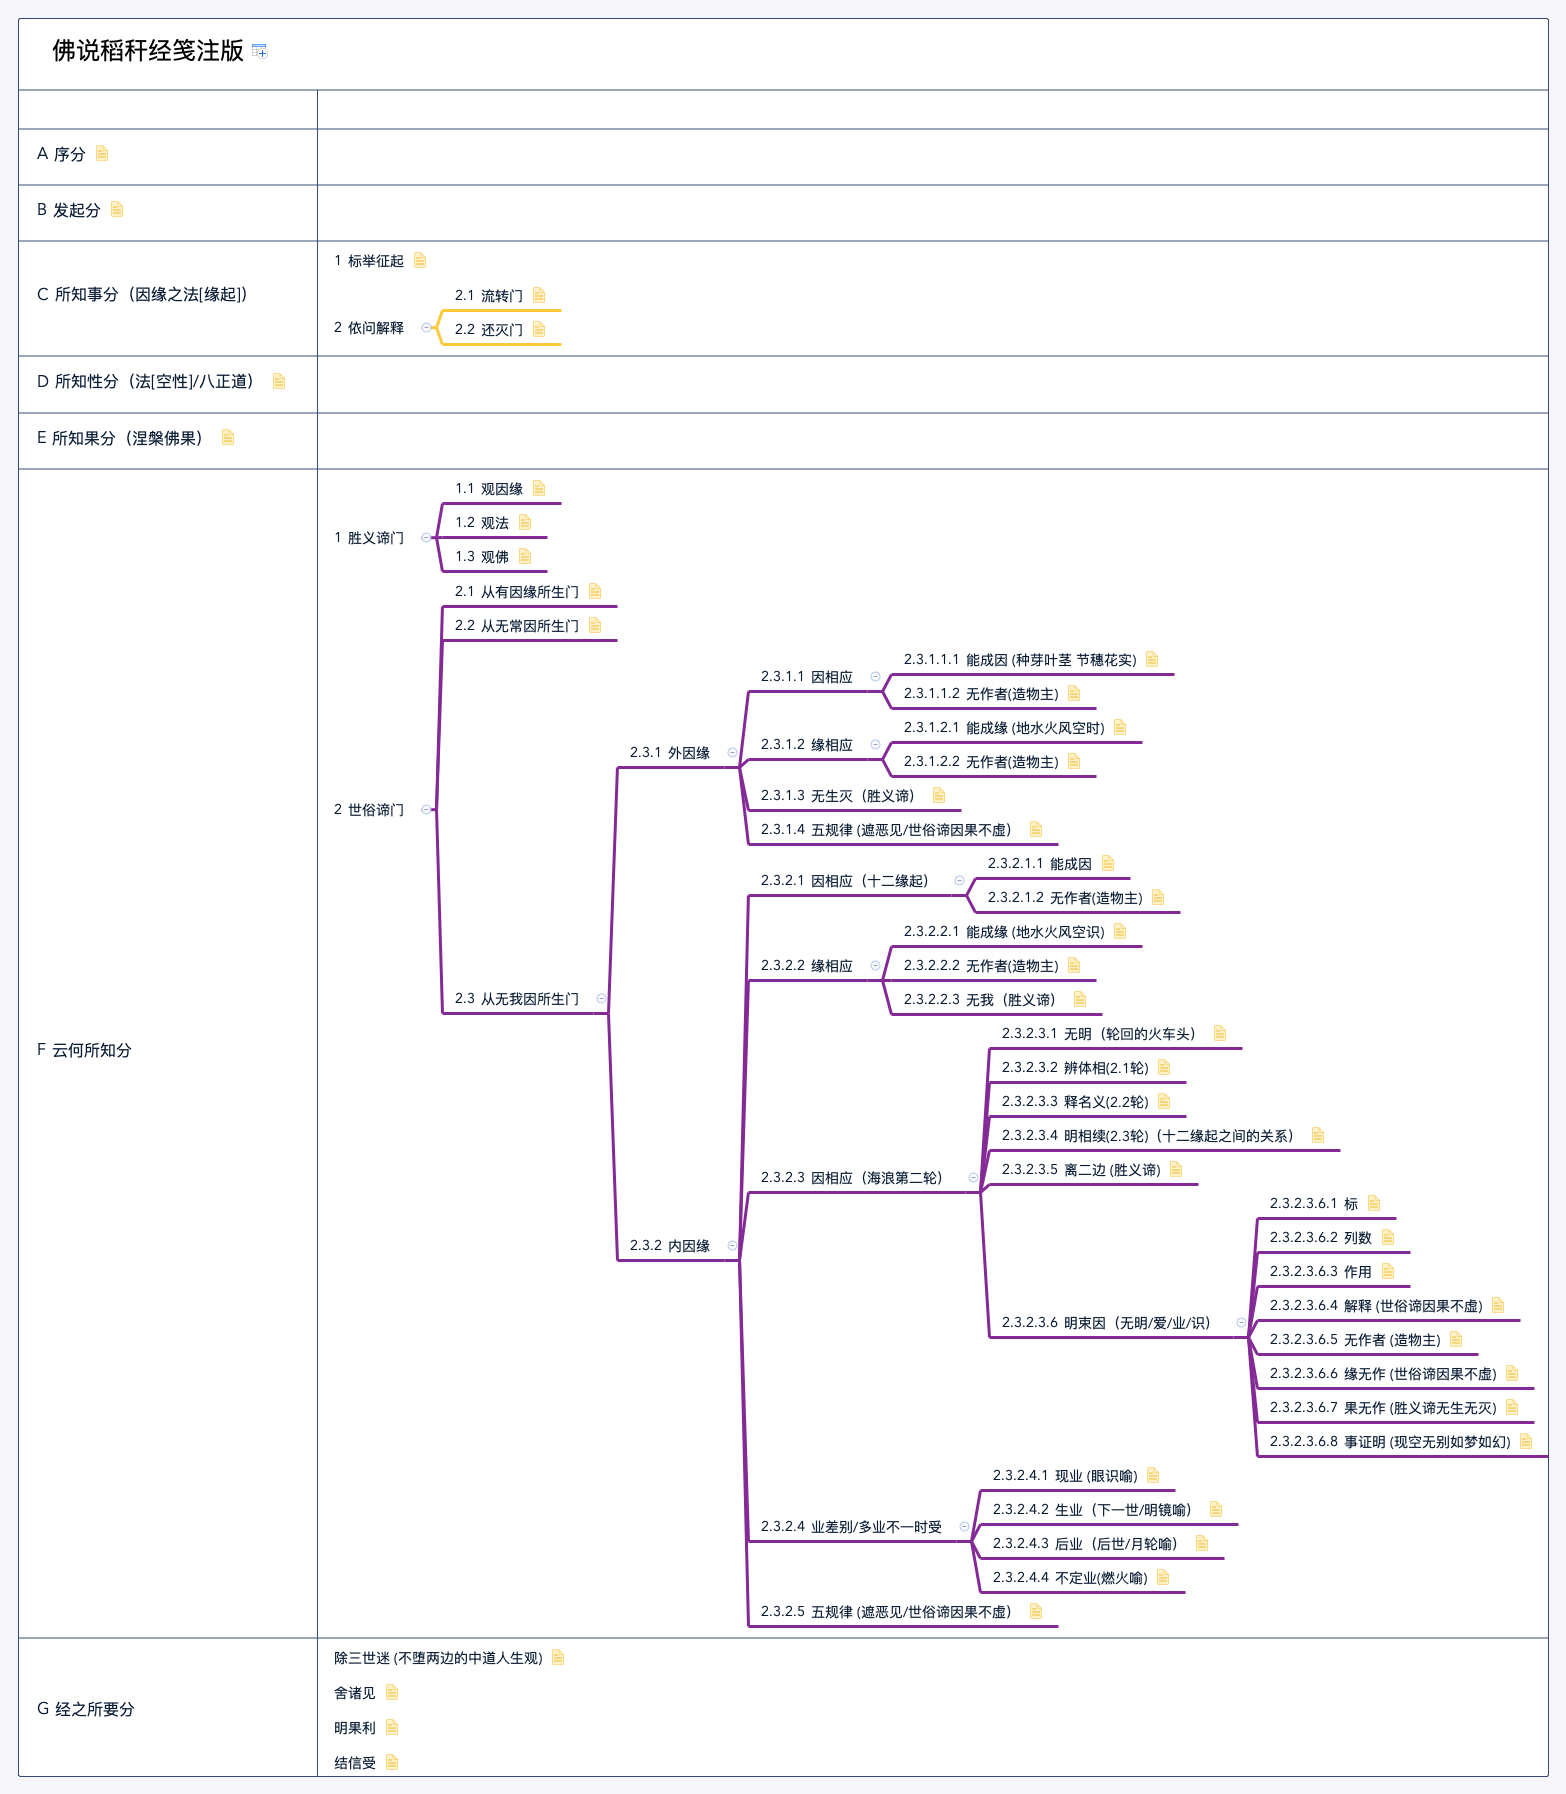 佛说稻秆经笺注版
A 序分
B 发起分
C 所知事分（因缘之法[缘起]）
1 标举征起
2 依问解释
2.1 流转门
2.2 还灭门
D 所知性分（法[空性]/八正道）
E 所知果分（涅槃佛果）
F 云何所知分
1 胜义谛门
1.1 观因缘
1.2 观法
1.3 观佛
2 世俗谛门
2.1 从有因缘所生门
2.2 从无常因所生门
2.3 从无我因所生门
2.3.1 外因缘
2.3.1.1 因相应
2.3.1.1.1 能成因 (种芽叶茎 节穗花实)
2.3.1.1.2 无作者(造物主)
2.3.1.2 缘相应
2.3.1.2.1 能成缘 (地水火风空时)
2.3.1.2.2 无作者(造物主)
2.3.1.3 无生灭（胜义谛）
2.3.1.4 五规律 (遮恶见/世俗谛因果不虚）
2.3.2 内因缘
2.3.2.1 因相应（十二缘起）
2.3.2.1.1 能成因
2.3.2.1.2 无作者(造物主)
2.3.2.2 缘相应
2.3.2.2.1 能成缘 (地水火风空识)
2.3.2.2.2 无作者(造物主)
2.3.2.2.3 无我（胜义谛）
2.3.2.3 因相应（海浪第二轮）
2.3.2.3.1 无明（轮回的火车头）
2.3.2.3.2 辨体相(2.1轮)
2.3.2.3.3 释名义(2.2轮)
2.3.2.3.4 明相续(2.3轮)（十二缘起之间的关系）
2.3.2.3.5 离二边 (胜义谛)
2.3.2.3.6 明束因（无明/爱/业/识）
2.3.2.3.6.1 标
2.3.2.3.6.2 列数
2.3.2.3.6.3 作用
2.3.2.3.6.4 解释 (世俗谛因果不虚)
2.3.2.3.6.5 无作者 (造物主)
2.3.2.3.6.6 缘无作 (世俗谛因果不虚)
2.3.2.3.6.7 果无作 (胜义谛无生无灭)
2.3.2.3.6.8 事证明 (现空无别如梦如幻)
2.3.2.4 业差别/多业不一时受
2.3.2.4.1 现业 (眼识喻)
2.3.2.4.2 生业（下一世/明镜喻）
2.3.2.4.3 后业（后世/月轮喻）
2.3.2.4.4 不定业(燃火喻)
2.3.2.5 五规律 (遮恶见/世俗谛因果不虚）
G 经之所要分
除三世迷 (不堕两边的中道人生观)
舍诸见
明果利
结信受